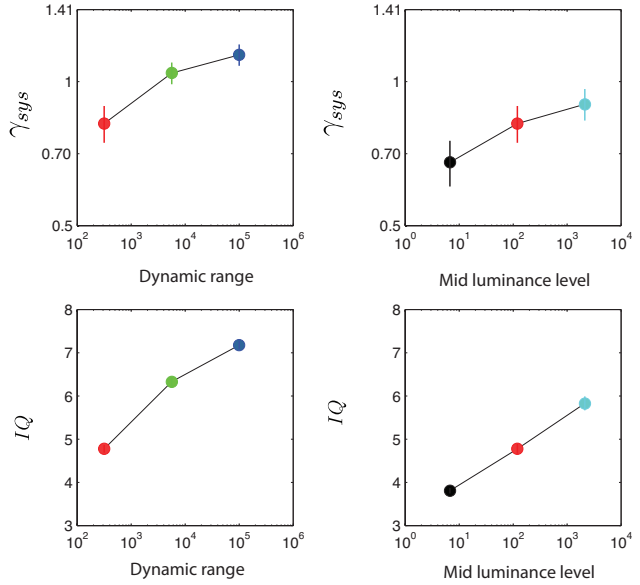 1.41
1
0.70
0.5
γsys
10² 10³ 10⁴ 10⁵ 10⁶
Dynamic range
1.41
1
0.70
0.5
γsys
10⁰ 10¹ 10² 10³ 10⁴
Mid luminance level
8
7
6
5
4
3
IQ
10² 10³ 10⁴ 10⁵ 10⁶
Dynamic range
8
7
6
5
4
3
IQ
10⁰ 10¹ 10² 10³ 10⁴
Mid luminance level